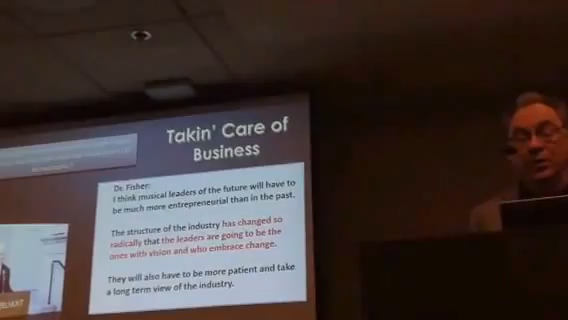 Takin' Care of
Business
Dr. Fisher:
I think musical leaders of the future will have to
be much more entrepreneurial than in the past.
The structure of the industry has changed so
radically that the leaders are going to be the
ones with vision and who embrace change.
They will also have to be more patient and take
a long term view of the industry.